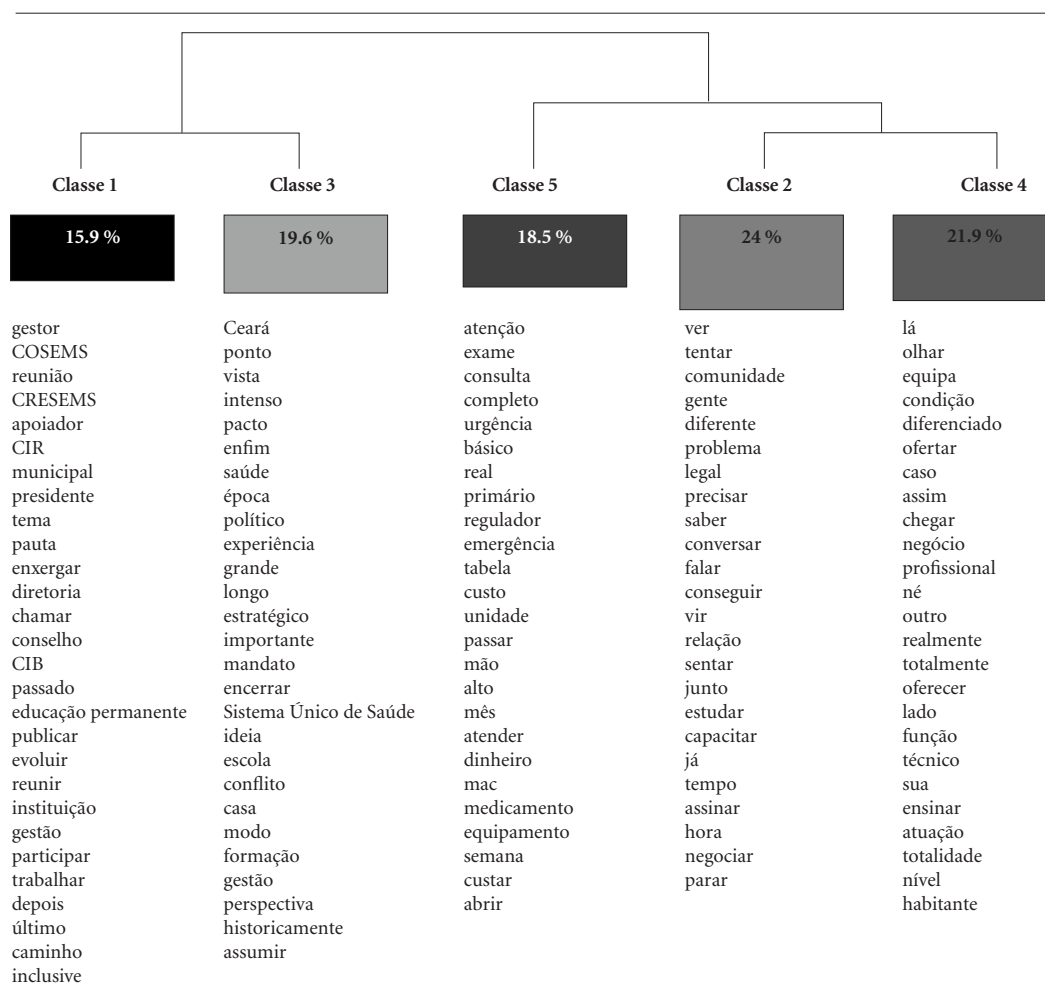 Classe 1
15.9 %
gestor
COSEMS
reunião
CRESEMS
apoiador
CIR
municipal
presidente
tema
pauta
enxergar
diretoria
chamar
conselho
CIB
passado
educação permanente
publicar
evoluir
reunir
instituição
gestão
participar
trabalhar
depois
último
caminho
inclusive
Classe 3
19.6 %
Ceará
ponto
vista
intenso
pacto
enfim
saúde
época
político
experiência
grande
longo
estratégico
importante
mandato
encerrar
Sistema Único de Saúde
ideia
escola
conflito
casa
modo
formação
gestão
perspectiva
historicamente
assumir
Classe 5
18.5 %
atenção
exame
consulta
completo
urgência
básico
real
primário
regulador
emergência
tabela
custo
unidade
passar
mão
alto
mês
atender
dinheiro
mac
medicamento
equipamento
semana
custar
abrir
Classe 2
24 %
ver
tentar
comunidade
gente
diferente
problema
legal
precisar
saber
conversar
falar
conseguir
vir
relação
sentar
junto
estudar
capacitar
já
tempo
assinar
hora
negociar
parar
Classe 4
21.9 %
lá
olhar
equipa
condição
diferenciado
ofertar
caso
assim
chegar
negócio
profissional
né
outro
realmente
totalmente
oferecer
lado
função
técnico
sua
ensinar
atuação
totalidade
nível
habitante